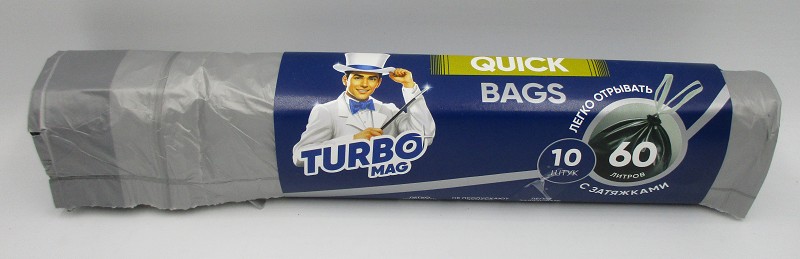 QUICK
BAGS
TURBO
MAG
ЛЕГКО ОТРЫВАТЬ
10
ШТУК
60
ЛИТРОВ
С ЗАТЯЖКАМИ